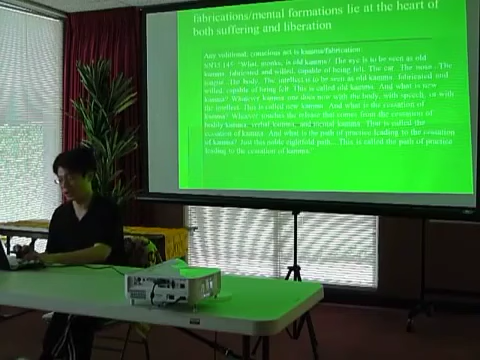 fabrications/mental formations lie at the heart of
both suffering and liberation
Any volitional, conscious act is kamma/fabrication:
SN35.145: "What, monks, is old kamma? The eye is to be seen as old
kamma, fabricated and willed, capable of being felt. The ear... The nose... The
tongue...The body...The intellect is to be seen as old kamma, fabricated and
willed, capable of being felt. This is called old kamma. And what is new
kamma? Whatever kamma one does now with the body, with speech, or with
the intellect. This is called new kamma. And what is the cessation of
kamma? Whoever touches the release that comes from the cessation of
bodily kamma, verbal kamma, and mental kamma. This is called the
cessation of kamma. And what is the path of practice leading to the cessation
of kamma? Just this noble eightfold path... This is called the path of practice
leading to the cessation of kamma."